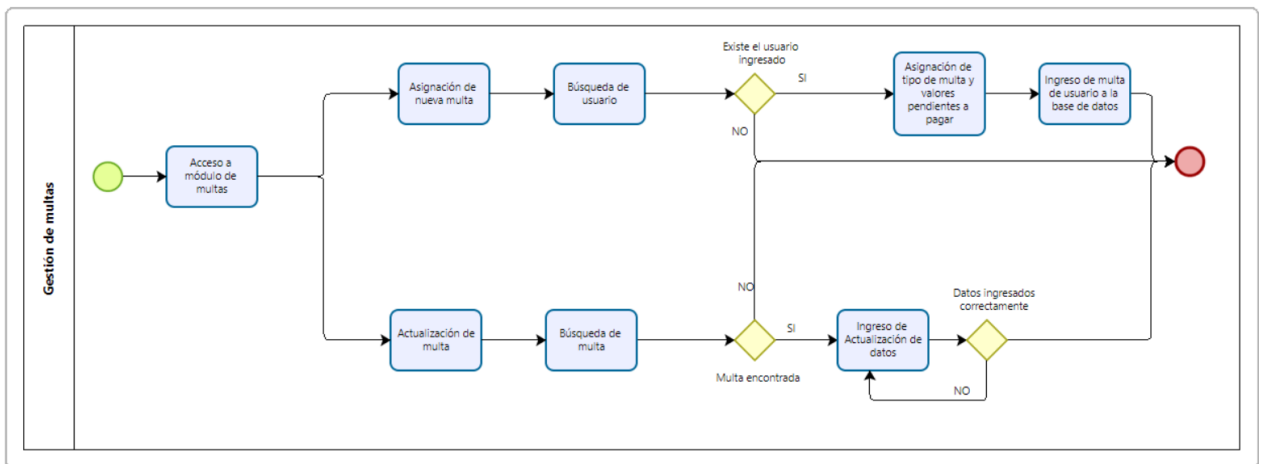 Gestión de multas
Acceso a
módulo de
multas
Asignación de
nueva multa
Búsqueda de
usuario
Existe el usuario
ingresado
SI
NO
Asignación de
tipo de multa y
valores
pendientes a
pagar
Ingreso de multa
de usuario a la
base de datos
Actualización de
multa
Búsqueda de
multa
NO
SI
Multa encontrada
Ingreso de
Actualización de
datos
Datos ingresados
correctamente
NO